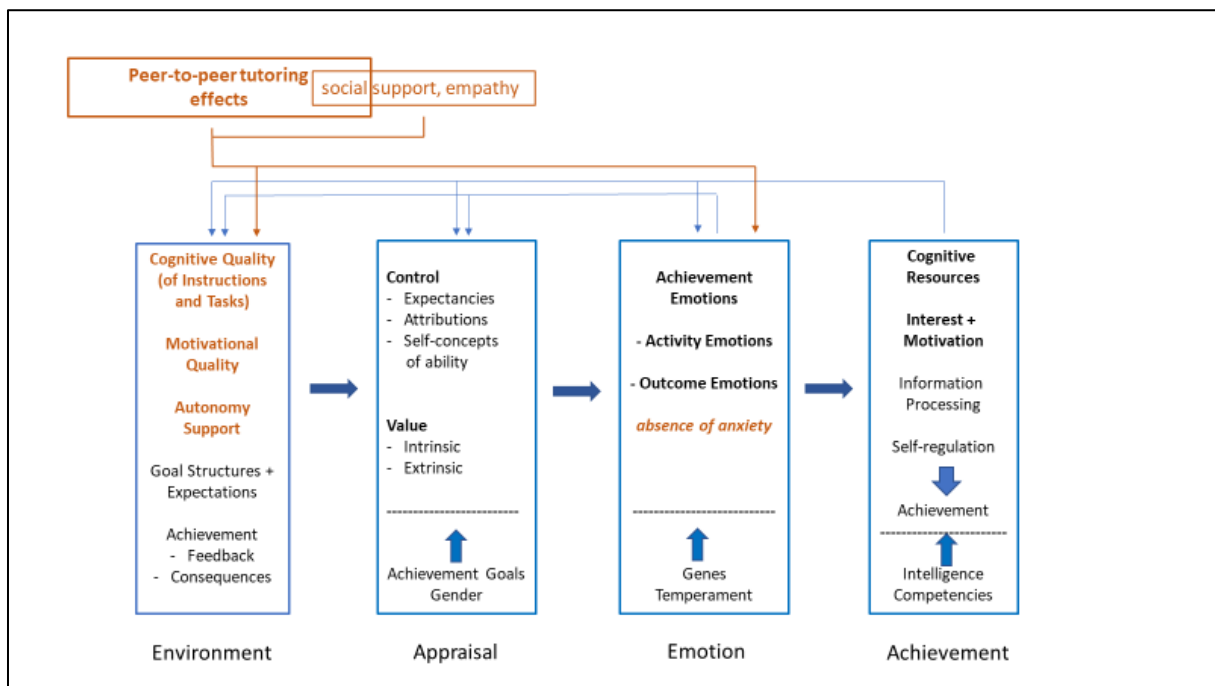 Peer-to-peer tutoring
effects
social support, empathy
Cognitive Quality
(of Instructions
and Tasks)
Motivational
Quality
Autonomy
Support
Goal Structures +
Expectations
Achievement
- Feedback
- Consequences
Environment
Control
- Expectancies
- Attributions
- Self-concepts
of ability
Value
- Intrinsic
- Extrinsic
Achievement Goals
Gender
Appraisal
Achievement
Emotions
- Activity Emotions
- Outcome Emotions
absence of anxiety
Genes
Temperament
Emotion
Cognitive
Resources
Interest +
Motivation
Information
Processing
Self-regulation
Achievement
Intelligence
Competencies
Achievement